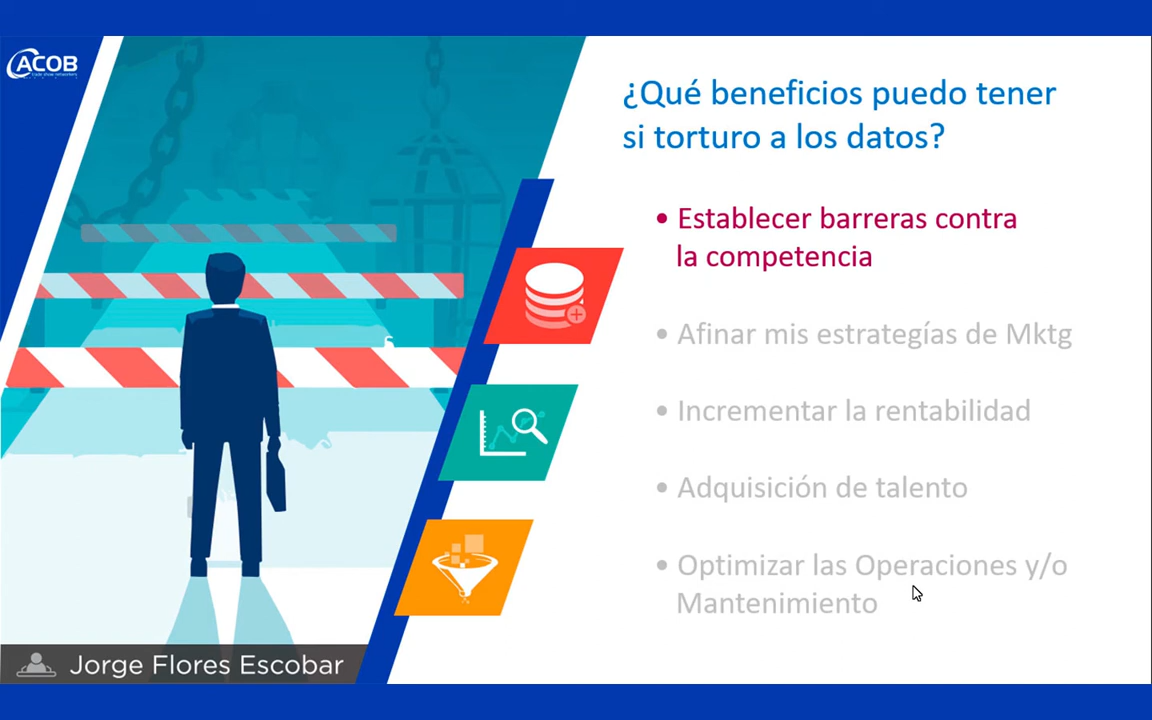 ACOB
¿Qué beneficios puedo tener
si torturo a los datos?
• Establecer barreras contra
la competencia
• Afinar mis estrategías de Mktg
• Incrementar la rentabilidad
• Adquisición de talento
• Optimizar las Operaciones y/o
Mantenimiento
Jorge Flores Escobar